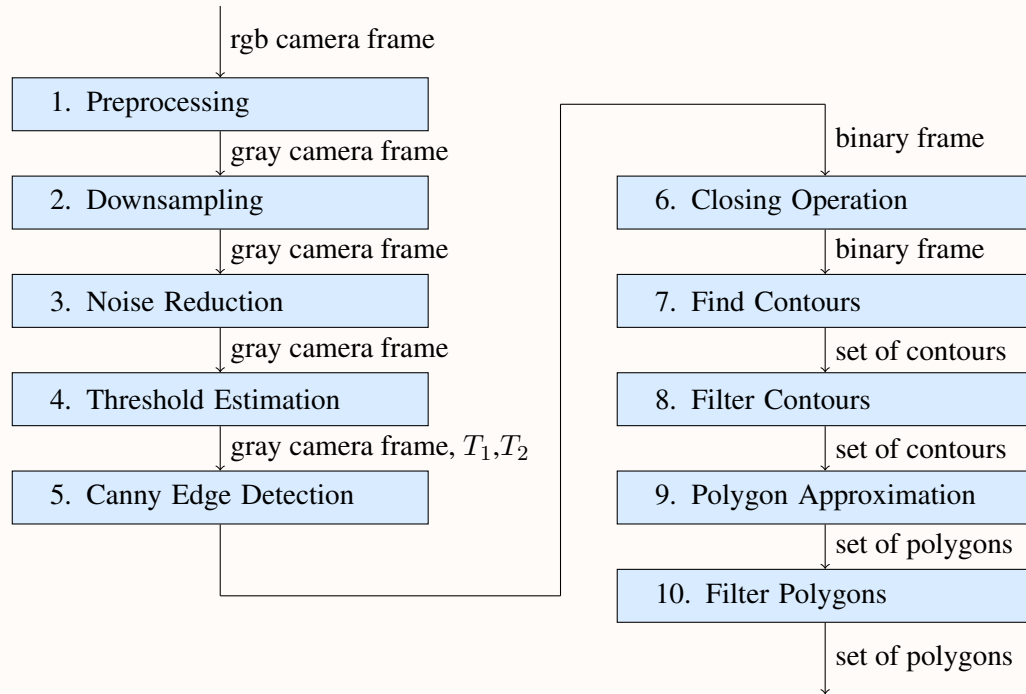 rgb camera frame
1. Preprocessing
gray camera frame
2. Downsampling
gray camera frame
3. Noise Reduction
gray camera frame
4. Threshold Estimation
gray camera frame, T₁,T₂
5. Canny Edge Detection
binary frame
6. Closing Operation
binary frame
7. Find Contours
set of contours
8. Filter Contours
set of contours
9. Polygon Approximation
set of polygons
10. Filter Polygons
set of polygons